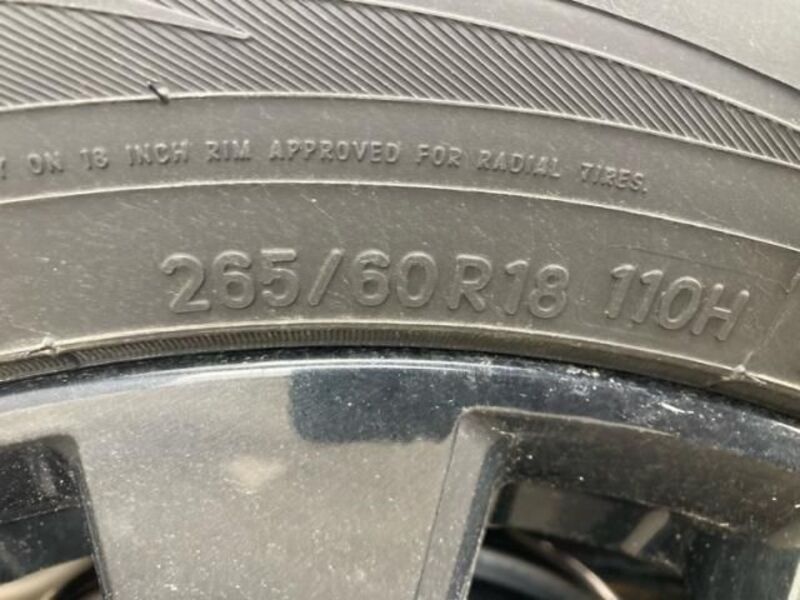 ON 18 INCH RIM APPROVED FOR RADIAL TIRES.
265/60R18 110H